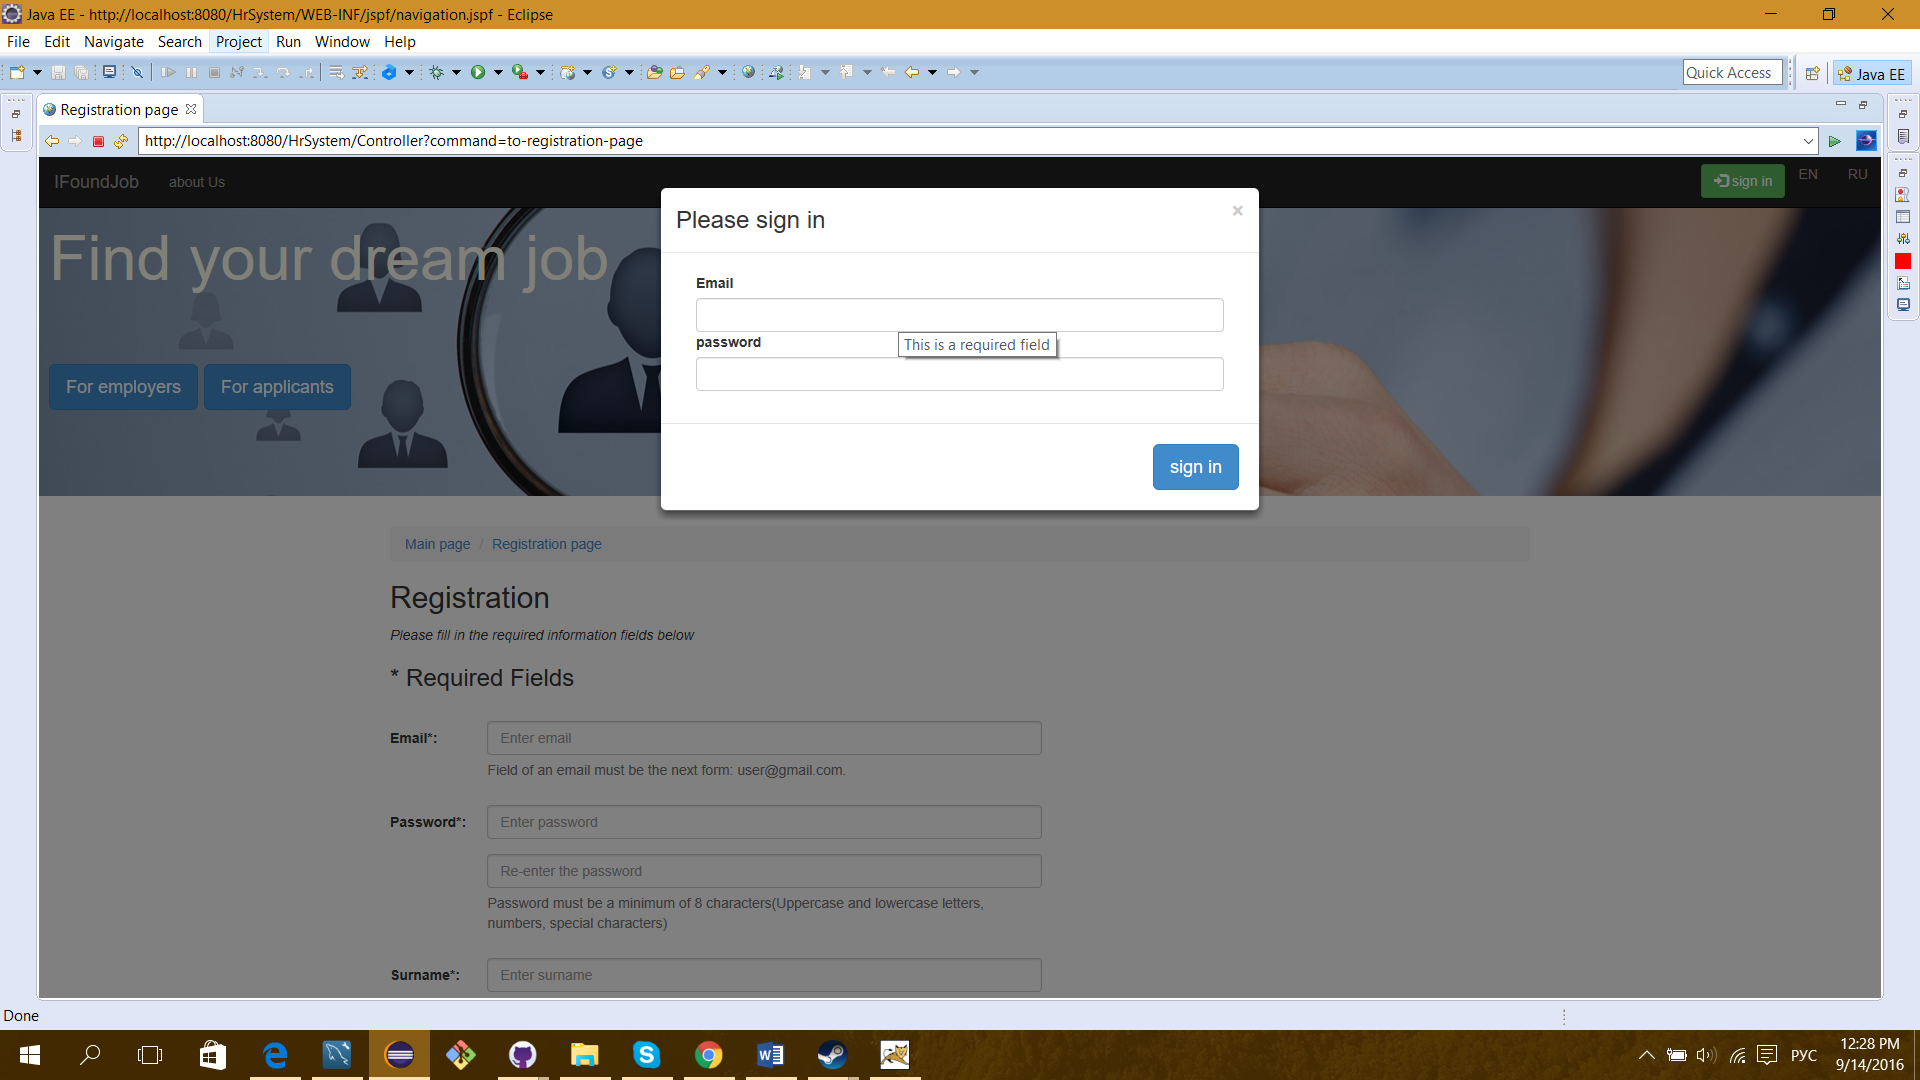 Java EE - http://localhost:8080/HrSystem/WEB-INF/jspf/navigation.jspf - Eclipse
File Edit Navigate Search Project Run Window Help
Quick Access
Java EE
Registration page
http://localhost:8080/HrSystem/Controller?command=to-registration-page
IFoundJob about Us
sign in EN RU
Find your dream job
For employers For applicants
Please sign in ×
Email
password
This is a required field
sign in
Main page / Registration page
Registration
Please fill in the required information fields below
* Required Fields
Email*: Enter email
Field of an email must be the next form: user@gmail.com.
Password*: Enter password
Re-enter the password
Password must be a minimum of 8 characters(Uppercase and lowercase letters,
numbers, special characters)
Surname*: Enter surname
Done
РУС
12:28 PM
9/14/2016